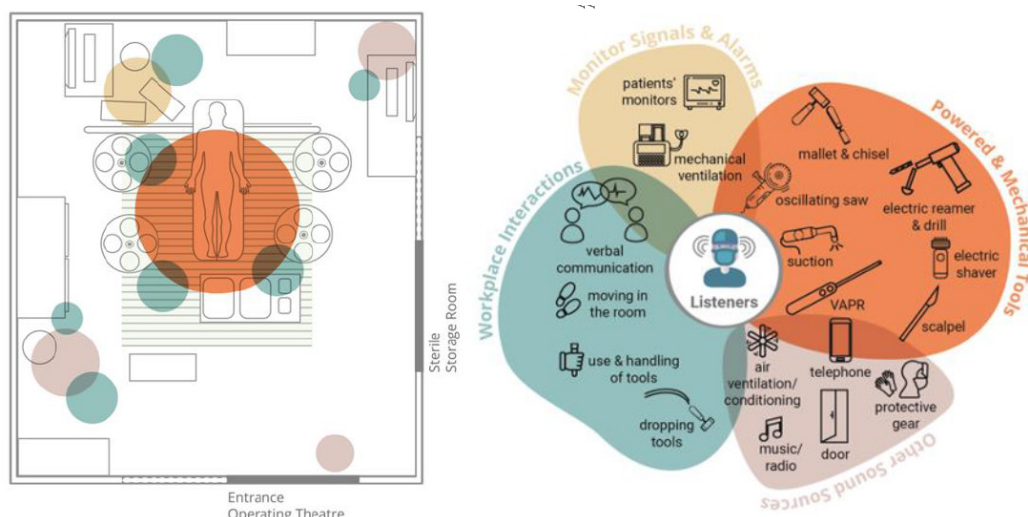 Sterile
Storage Room
Entrance
Operating Theatre
Monitor Signals & Alarms
patients'
monitors
mechanical
ventilation
Powered & Mechanical Tools
mallet & chisel
oscillating saw
electric reamer
& drill
suction
electric
shaver
VAPR
scalpel
Workplace Interactions
verbal
communication
moving in
the room
use & handling
of tools
dropping
tools
Listeners
air
ventilation/
conditioning
telephone
protective
gear
music/
radio
door
Other Sound Sources